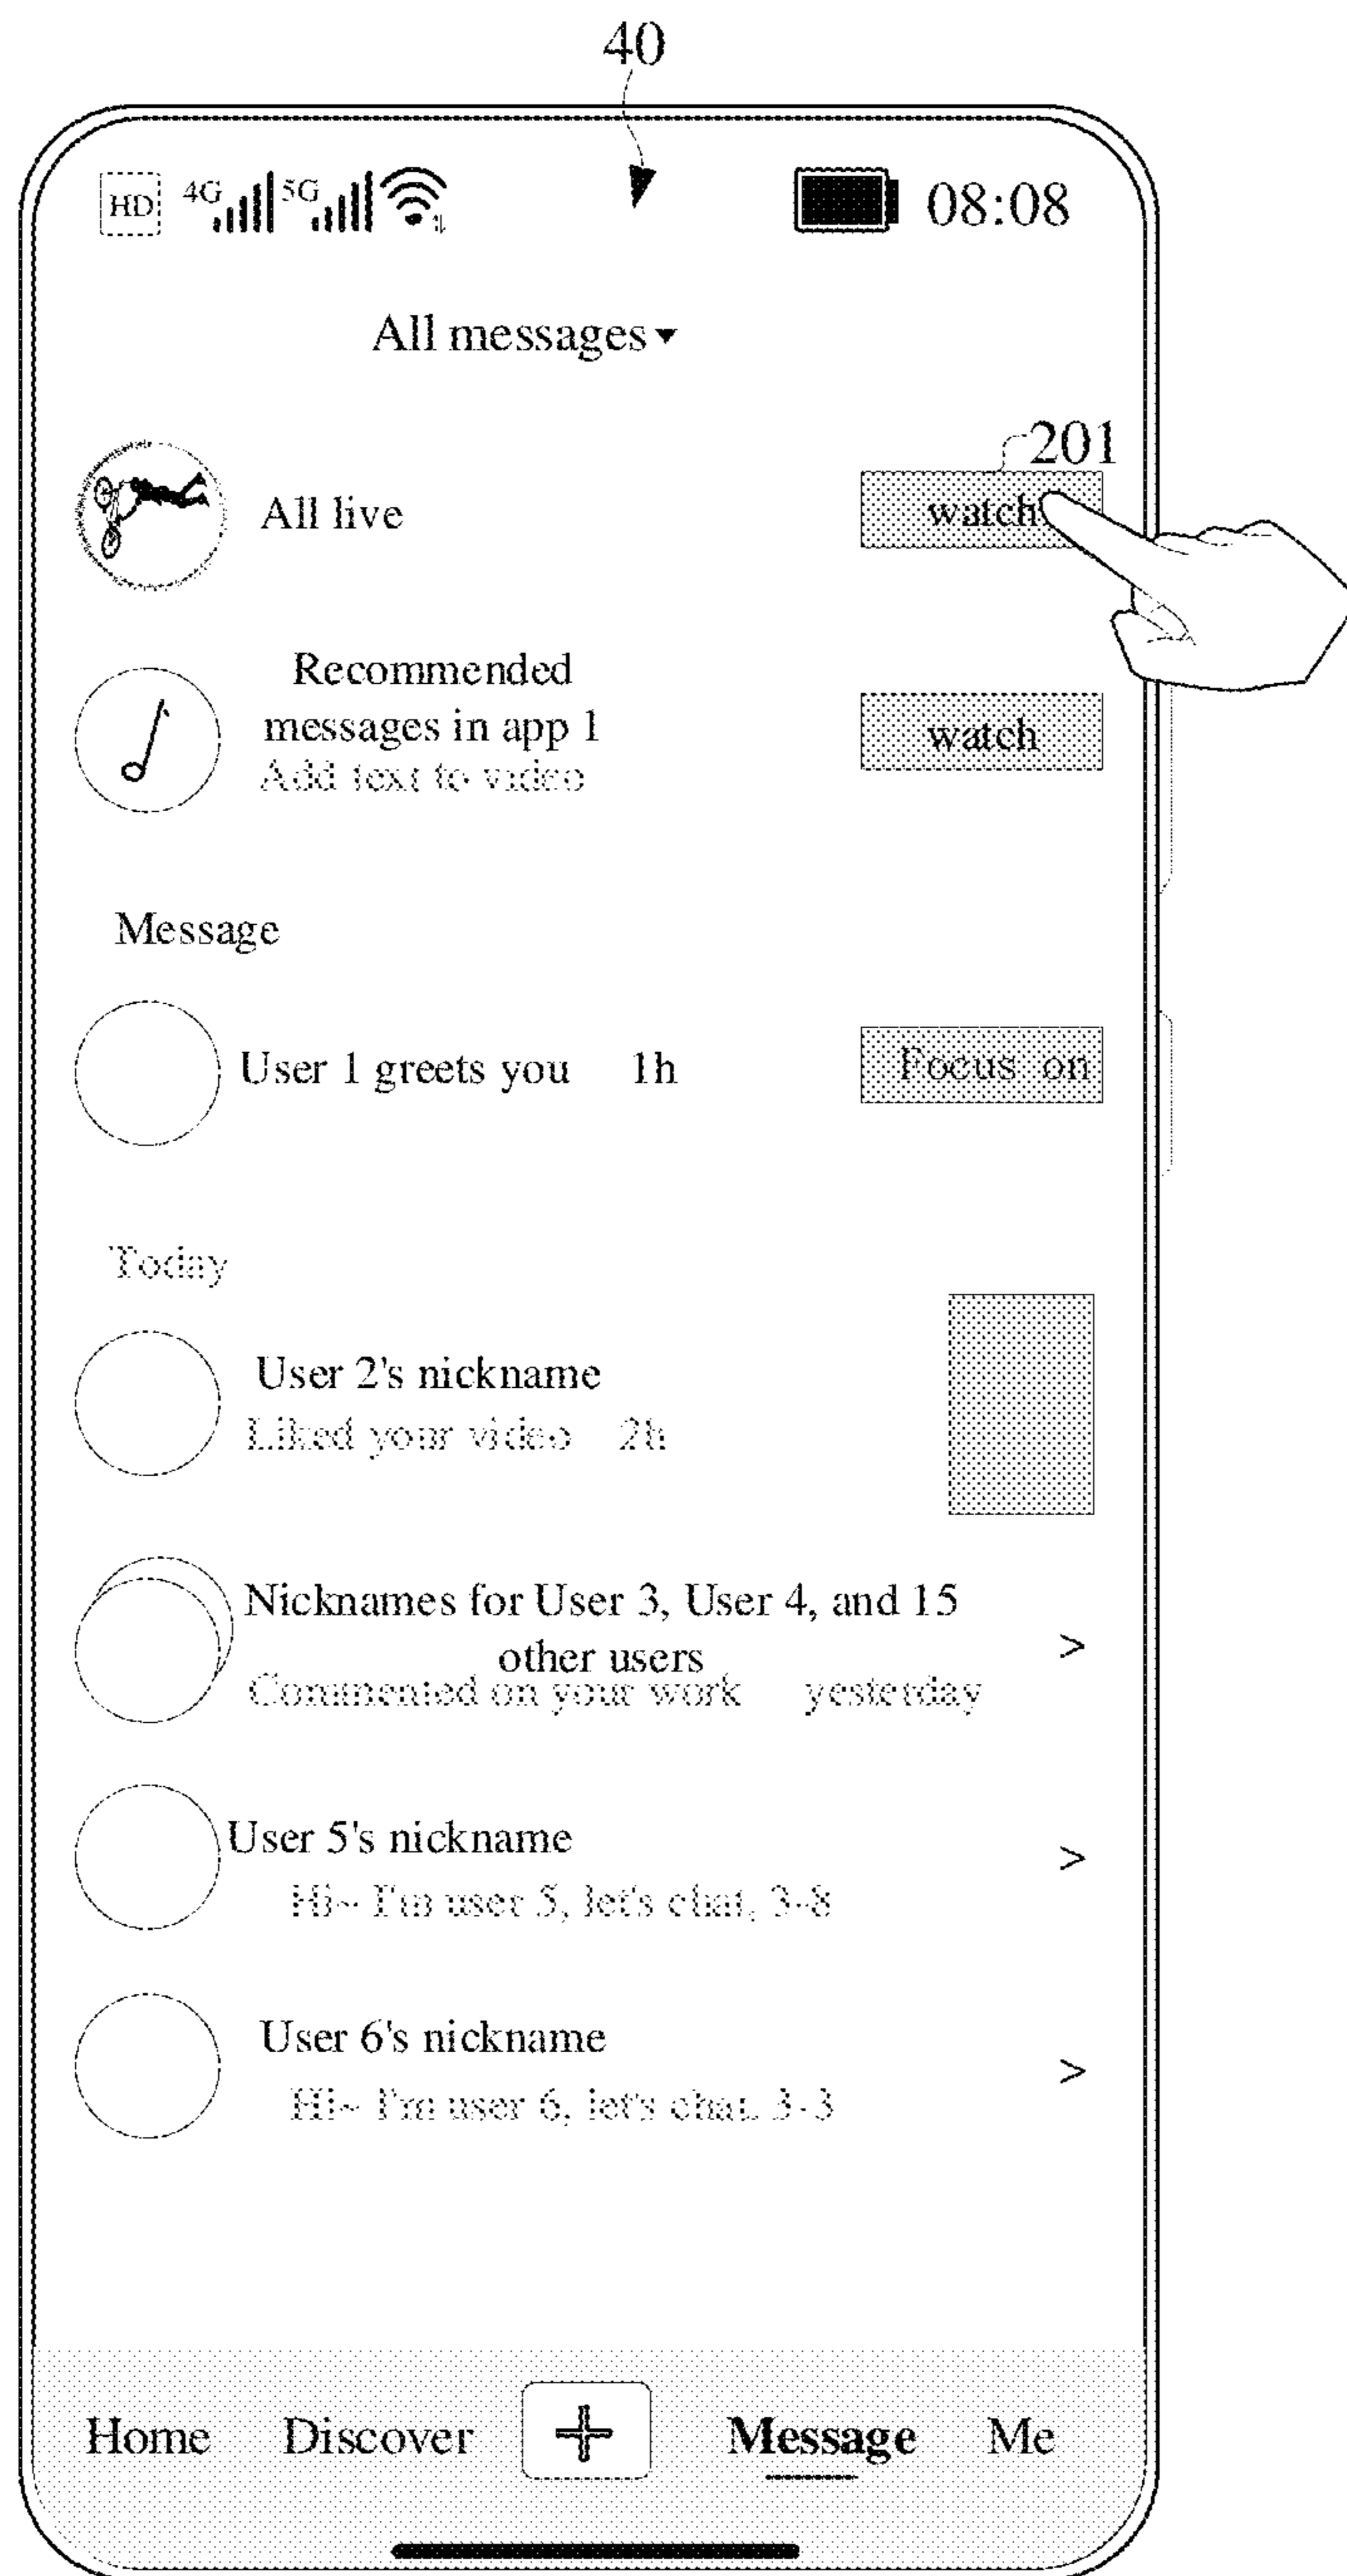 40
HD 4G 5G 08:08
All messages
201
All live watch
Recommended
messages in app 1
Add text to video
watch
Message
User 1 greets you 1h Focus on
Today
User 2's nickname
Liked your video 2h
Nicknames for User 3, User 4, and 15
other users
Commented on your work yesterday
>
User 5's nickname
>
Hi~ I'm user 5, let's chat, 3-8
User 6's nickname
>
Hi~ I'm user 6, let's chat. 3-3
Home Discover + Message Me